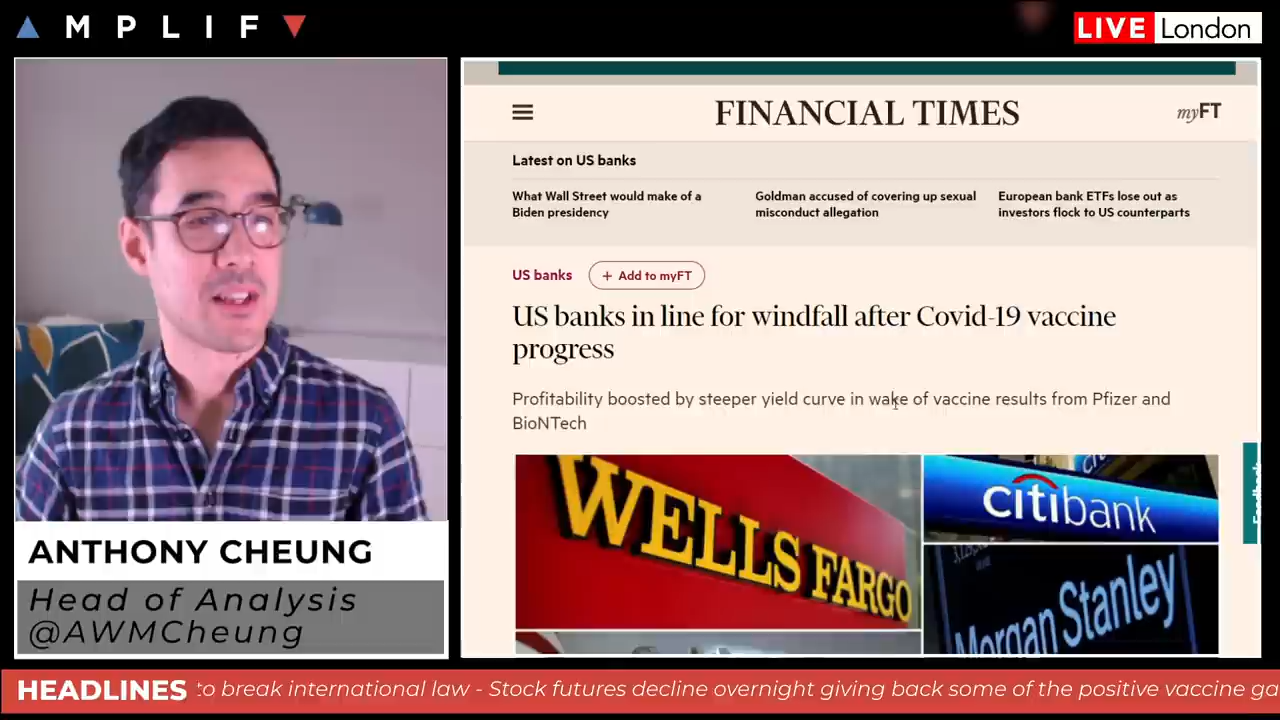 AMPLIFY
LIVE London
FINANCIAL TIMES
myFT
Latest on US banks
What Wall Street would make of a
Biden presidency
Goldman accused of covering up sexual
misconduct allegation
European bank ETFs lose out as
investors flock to US counterparts
US banks
+ Add to myFT
US banks in line for windfall after Covid-19 vaccine
progress
Profitability boosted by steeper yield curve in wake of vaccine results from Pfizer and
BioNTech
WELLS FARGO
citibank
citi
Morgan Stanley
Feedback
ANTHONY CHEUNG
Head of Analysis
@AWMCheung
HEADLINES to break international law - Stock futures decline overnight giving back some of the positive vaccine ga